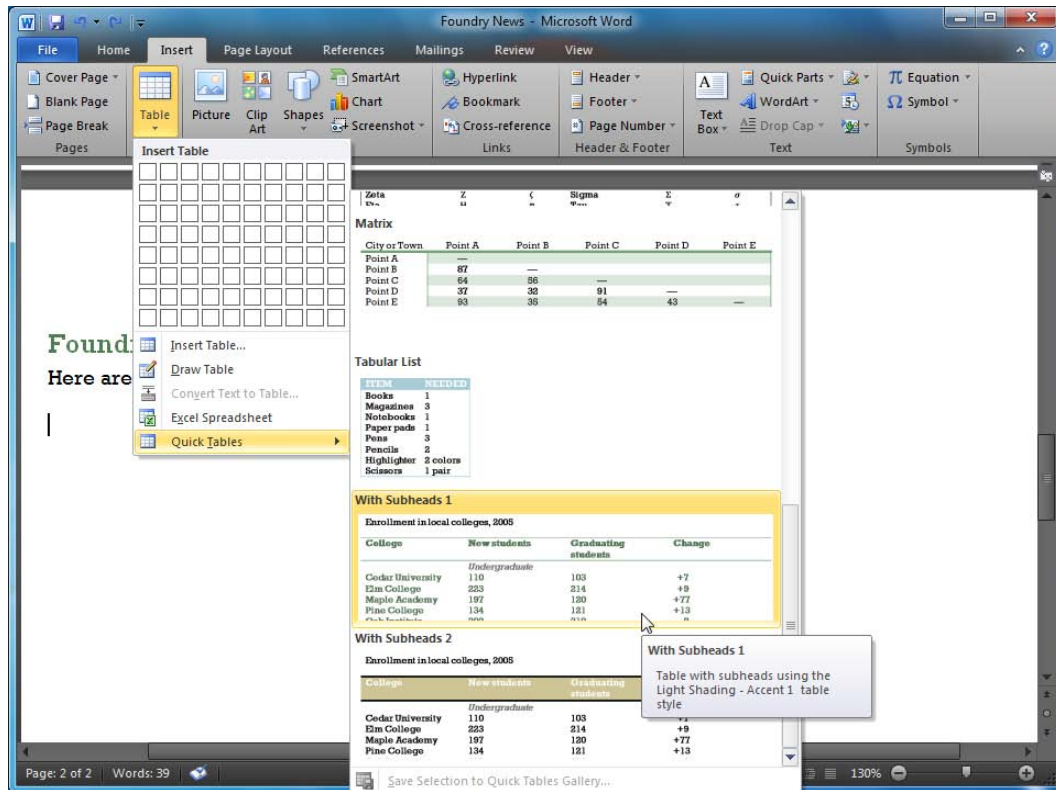 Foundry News - Microsoft Word
File Home Insert Page Layout References Mailings Review View
Cover Page
Blank Page
Page Break
Pages
Table
Picture
Clip Art
Shapes
SmartArt
Chart
Screenshot
Hyperlink
Bookmark
Cross-reference
Links
Header
Footer
Page Number
Header & Footer
A
Text Box
Quick Parts
WordArt
Drop Cap
Text
π Equation
Ω Symbol
Symbols
Insert Table
Insert Table...
Draw Table
Convert Text to Table...
Excel Spreadsheet
Quick Tables
Found
Here are
Zeta Z ζ Sigma Σ σ
Matrix
City or Town Point A Point B Point C Point D Point E
Point A —
Point B 87 —
Point C 64 56 —
Point D 37 32 91 —
Point E 93 35 54 43 —
Tabular List
ITEM NEEDED
Books 1
Magazines 3
Notebooks 1
Paper pads 1
Pens 3
Pencils 2
Highlighter 2 colors
Scissors 1 pair
With Subheads 1
Enrollment in local colleges, 2005
College New students Graduating students Change
Undergraduate
Cedar University 110 103 +7
Elm College 223 214 +9
Maple Academy 197 120 +77
Pine College 134 121 +13
With Subheads 2
Enrollment in local colleges, 2005
College New students Graduating students
Undergraduate
Cedar University 110 103 +7
Elm College 223 214 +9
Maple Academy 197 120 +77
Pine College 134 121 +13
With Subheads 1
Table with subheads using the
Light Shading - Accent 1 table
style
Save Selection to Quick Tables Gallery...
Page: 2 of 2 Words: 39 130%